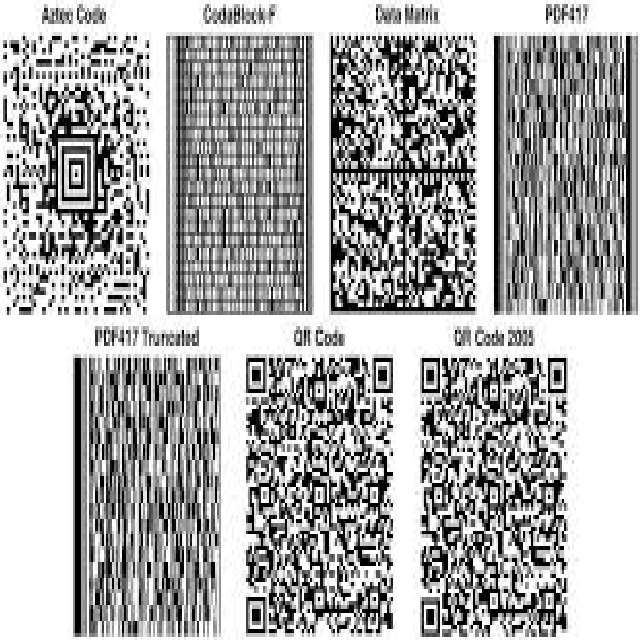 Aztec Code
CodaBlock-F
Data Matrix
PDF417
PDF417 Truncated
QR Code
QR Code 2005